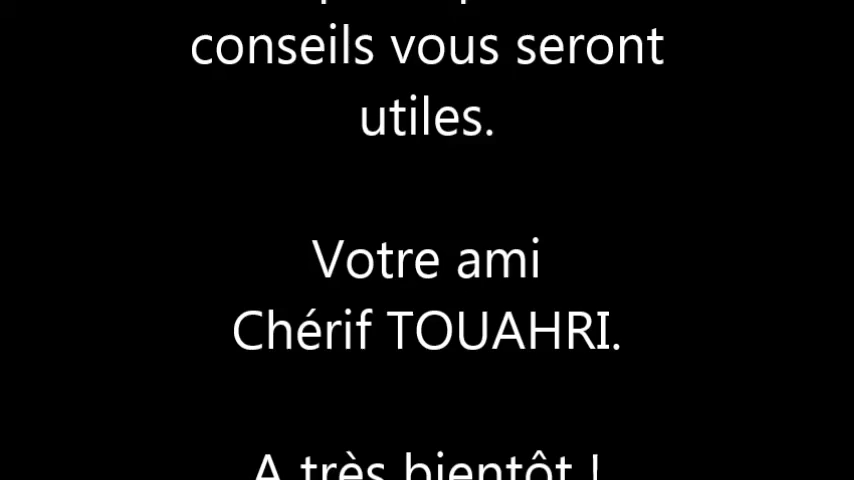 conseils vous seront
utiles.
Votre ami
Chérif TOUAHRI.
A très bientôt !